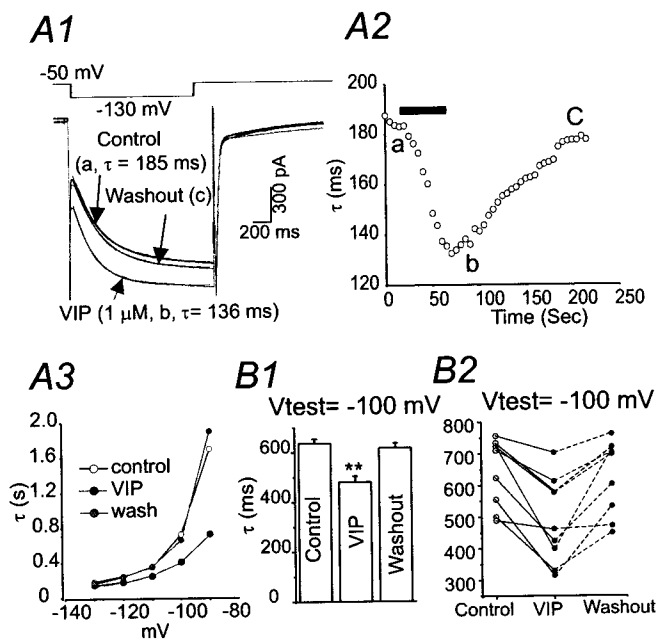 A1
-50 mV
-130 mV
Control
(a, τ = 185 ms)
Washout (c)
300 pA
200 ms
VIP (1 μM, b, τ= 136 ms)
A2
τ (ms)
200
180
160
140
120
a
b
C
0 50 100 150 200 250
Time (Sec)
A3
τ (s)
2.0
1.6
1.2
0.8
0.4
control
VIP
wash
-140 -120 -100 -80
mV
B1
Vtest= -100 mV
τ (ms)
600
400
200
0
**
Control
VIP
Washout
B2
Vtest= -100 mV
800
700
600
500
400
300
Control VIP Washout